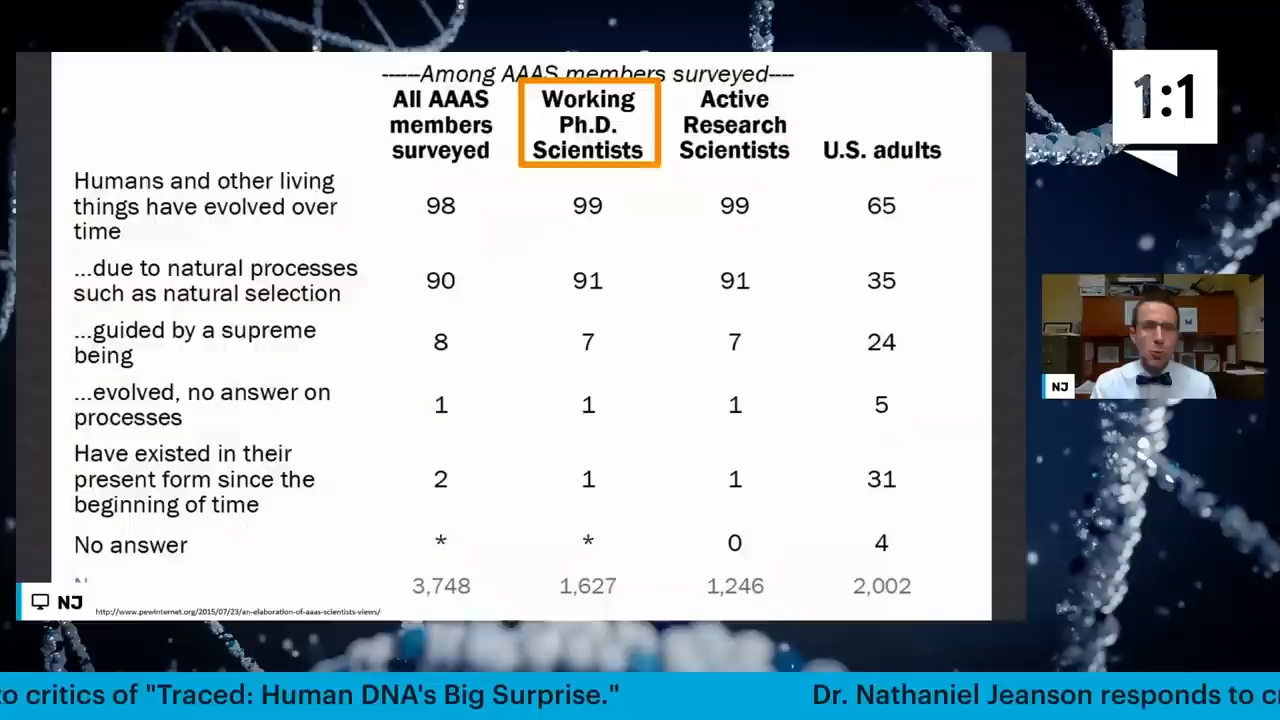 -----Among AAAS members surveyed----
All AAAS members surveyed
Working Ph.D. Scientists
Active Research Scientists
U.S. adults
1:1
Humans and other living
things have evolved over
time
98 99 99 65
...due to natural processes
such as natural selection
90 91 91 35
...guided by a supreme
being
8 7 7 24
...evolved, no answer on
processes
1 1 1 5
Have existed in their
present form since the
beginning of time
2 1 1 31
No answer * * 0 4
3,748 1,627 1,246 2,002
NJ
http://www.pewinternet.org/2015/07/23/an-elaboration-of-aaas-scientists-views/
NJ
to critics of "Traced: Human DNA's Big Surprise." Dr. Nathaniel Jeanson responds to